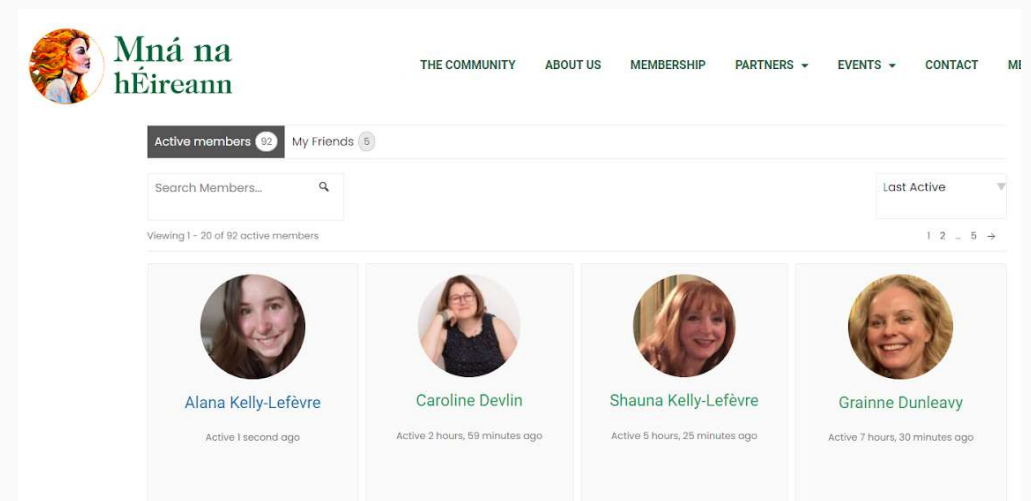 Mná na
hÉireann
THE COMMUNITY ABOUT US MEMBERSHIP PARTNERS EVENTS CONTACT
Active members 92 My Friends 5
Search Members...
Last Active
Viewing 1 - 20 of 92 active members
1 2 … 5 →
Alana Kelly-Lefèvre
Caroline Devlin
Shauna Kelly-Lefèvre
Grainne Dunleavy
Active 1 second ago
Active 2 hours, 59 minutes ago
Active 5 hours, 25 minutes ago
Active 7 hours, 30 minutes ago